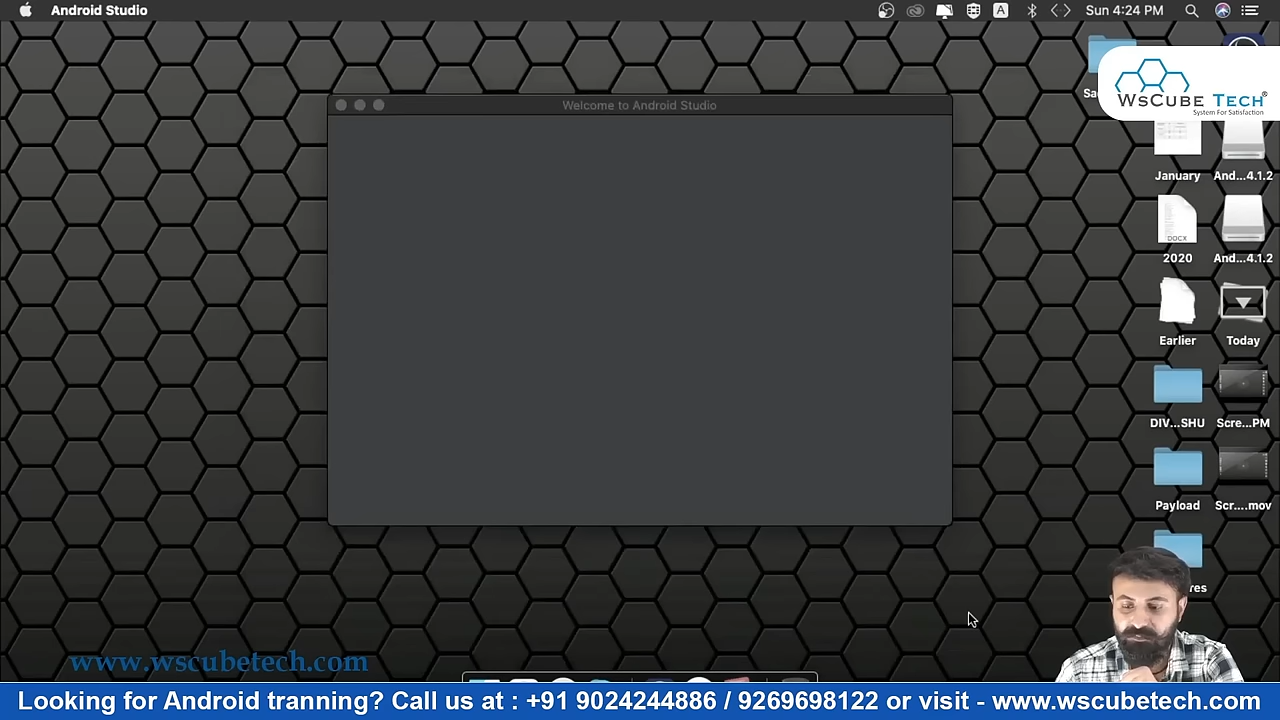 Android Studio
A
Sun 4:24 PM
Welcome to Android Studio
WsCube Tech®
System For Satisfaction
January
And...4.1.2
DOCX
2020
And...4.1.2
Earlier
Today
DIV...SHU
Scre...PM
Payload
Scr....mov
www.wscubetech.com
Looking for Android tranning? Call us at : +91 9024244886 / 9269698122 or visit - www.wscubetech.com